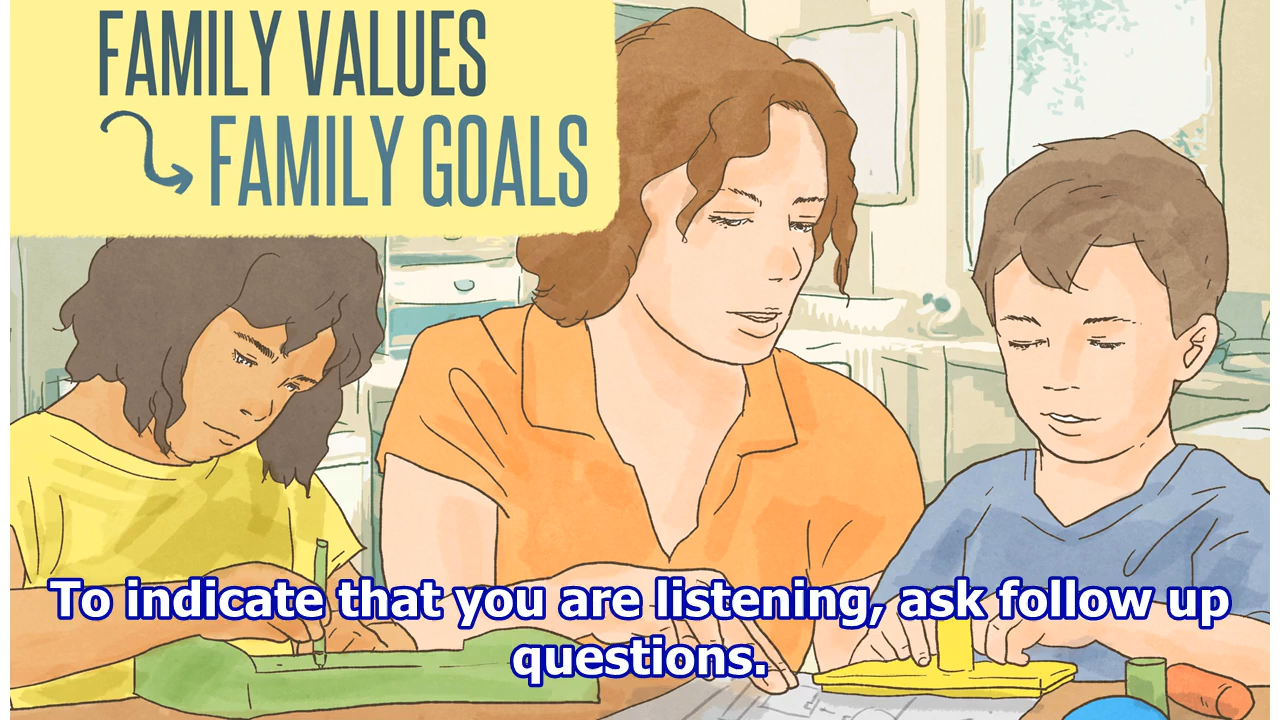 FAMILY VALUES
FAMILY GOALS
To indicate that you are listening, ask follow up
questions.